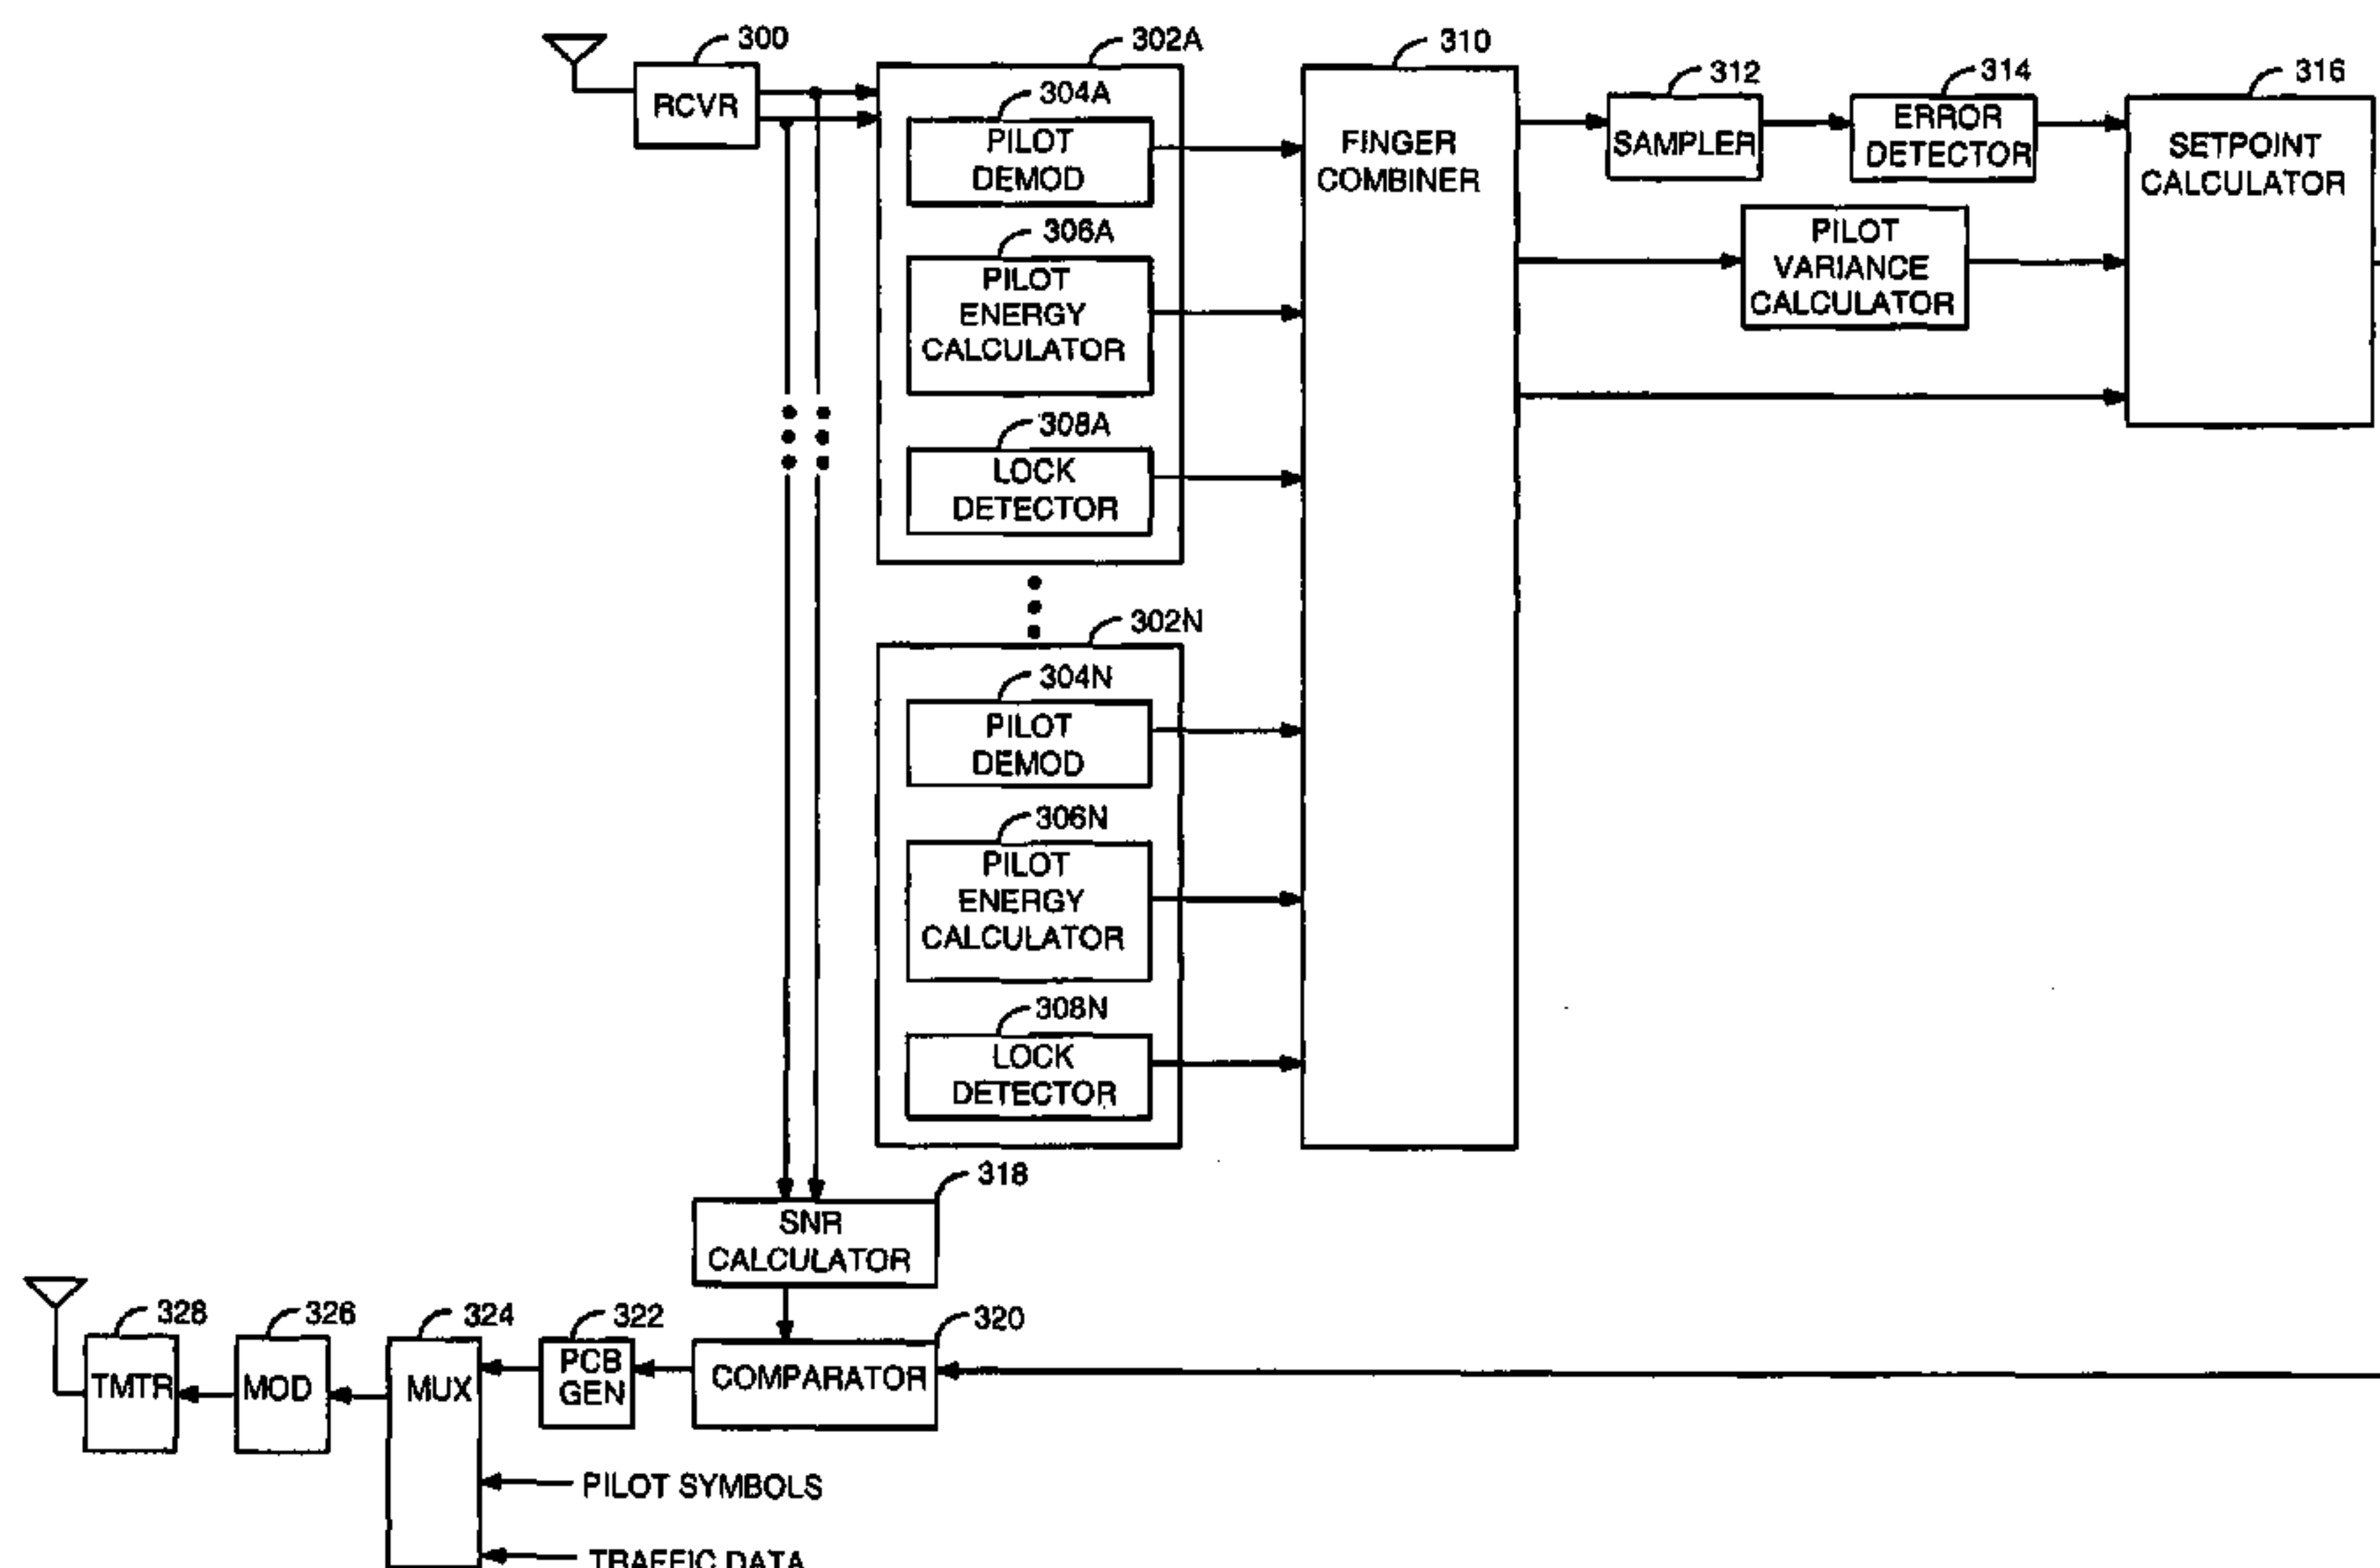 300
RCVR
302A
304A
PILOT
DEMOD
306A
PILOT
ENERGY
CALCULATOR
308A
LOCK
DETECTOR
302N
304N
PILOT
DEMOD
306N
PILOT
ENERGY
CALCULATOR
308N
LOCK
DETECTOR
310
FINGER
COMBINER
312
SAMPLER
314
ERROR
DETECTOR
PILOT
VARIANCE
CALCULATOR
316
SETPOINT
CALCULATOR
318
SNR
CALCULATOR
320
COMPARATOR
322
PCB
GEN
324
MUX
326
MOD
328
TMTR
PILOT SYMBOLS
TRAFFIC DATA